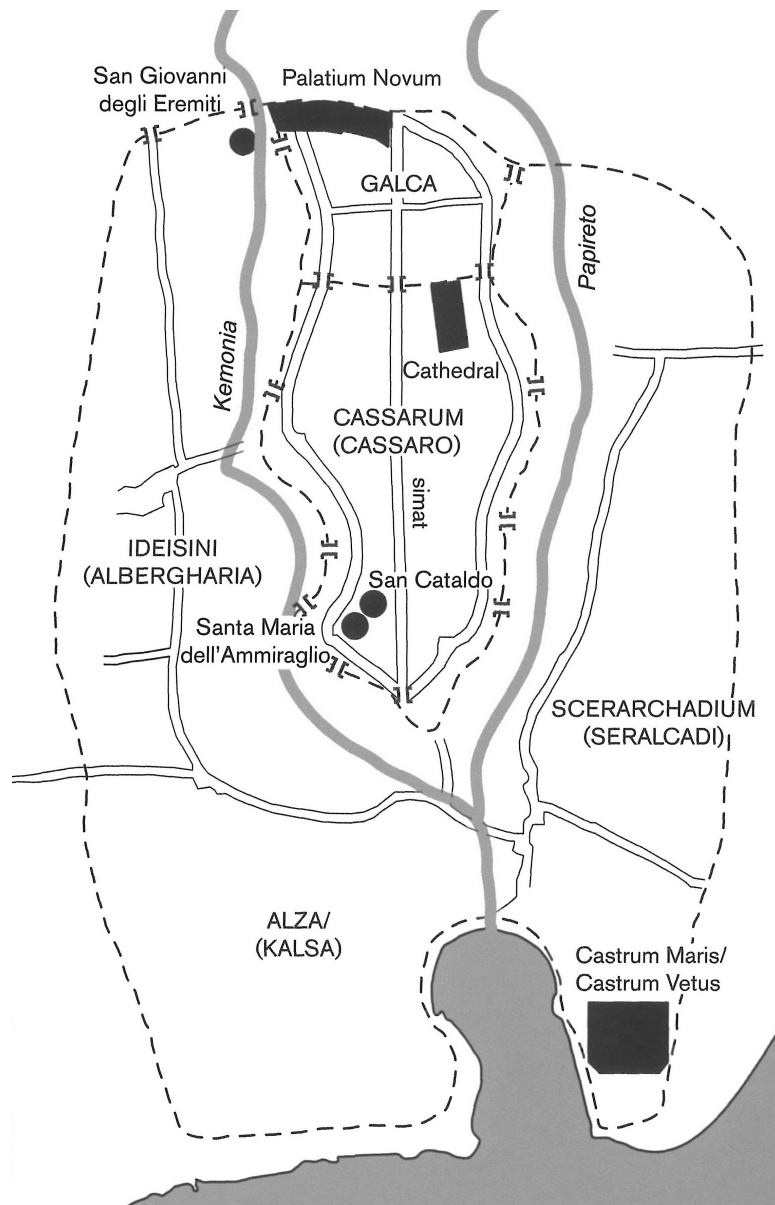 San Giovanni
degli Eremiti
Palatium Novum
GALCA
Papireto
Kemonia
Cathedral
CASSARUM
(CASSARO)
simat
IDEISINI
(ALBERGHARIA)
San Cataldo
Santa Maria
dell'Ammiraglio
SCERARCHADIUM
(SERALCADI)
ALZA/
(KALSA)
Castrum Maris/
Castrum Vetus